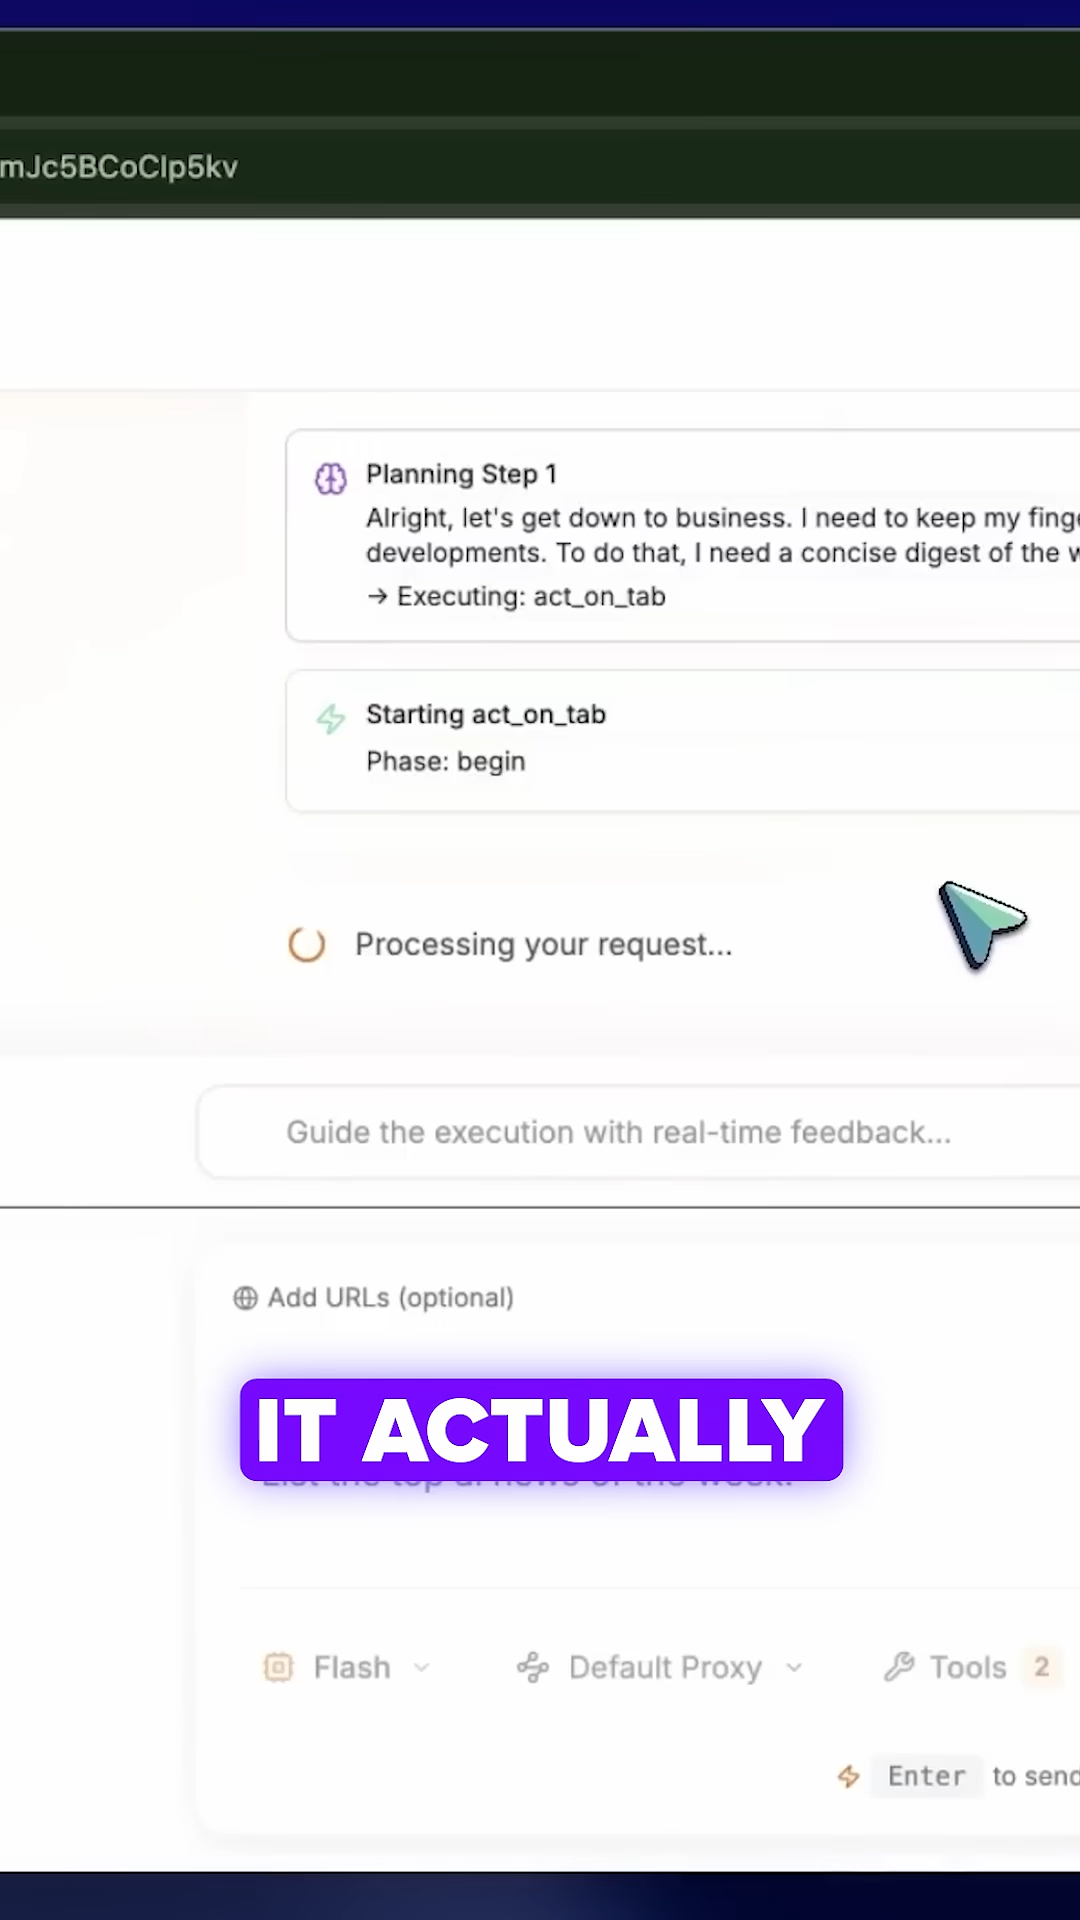 mJc5BCoClp5kv
Planning Step 1
Alright, let's get down to business. I need to keep my
developments. To do that, I need a concise digest of the
→ Executing: act_on_tab
Starting act_on_tab
Phase: begin
Processing your request...
Guide the execution with real-time feedback...
Add URLs (optional)
IT ACTUALLY
Flash
Default Proxy
Tools 2
Enter to send